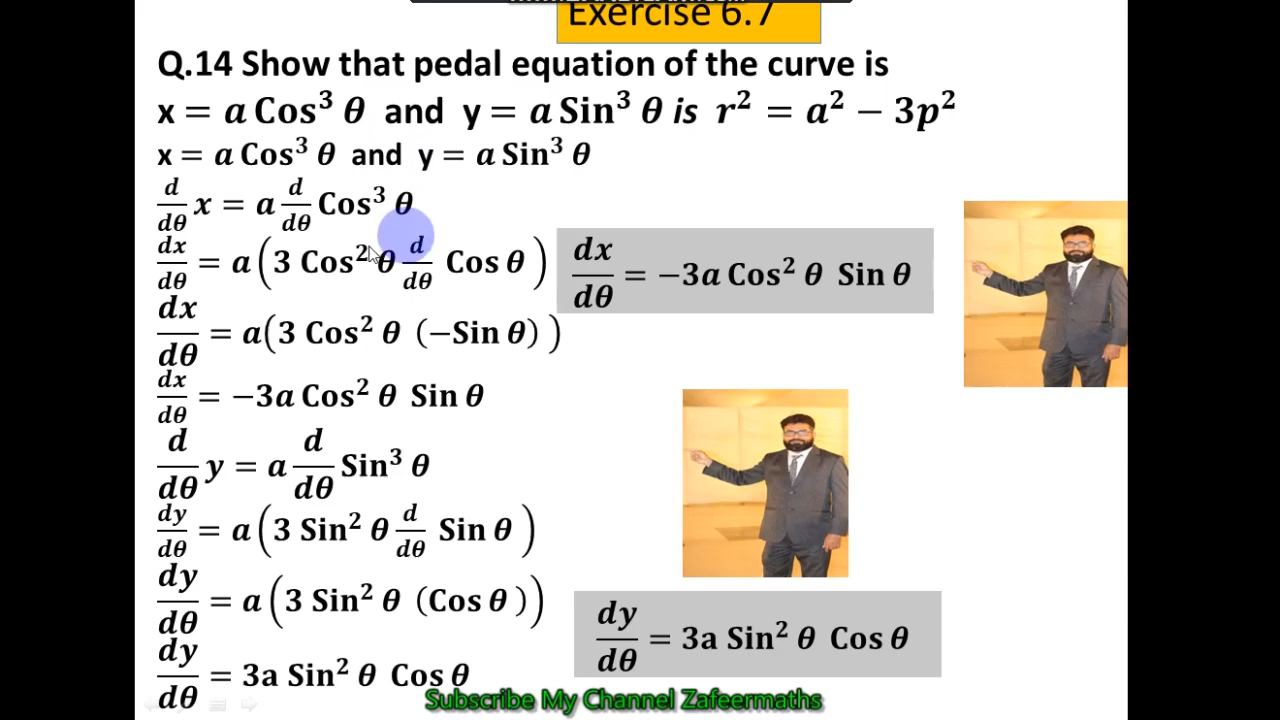 Exercise 6.7
Q.14 Show that pedal equation of the curve is
x = a Cos³ θ and y = a Sin³ θ is r² = a² − 3p²
x = a Cos³ θ and y = a Sin³ θ
d/dθ x = a d/dθ Cos³ θ
dx/dθ = a(3 Cos² θ d/dθ Cos θ)
dx/dθ = −3a Cos² θ Sin θ
dx/dθ = a(3 Cos² θ (−Sin θ))
dx/dθ = −3a Cos² θ Sin θ
d/dθ y = a d/dθ Sin³ θ
dy/dθ = a(3 Sin² θ d/dθ Sin θ)
dy/dθ = a(3 Sin² θ (Cos θ))
dy/dθ = 3a Sin² θ Cos θ
dy/dθ = 3a Sin² θ Cos θ
Subscribe My Channel Zafeermaths